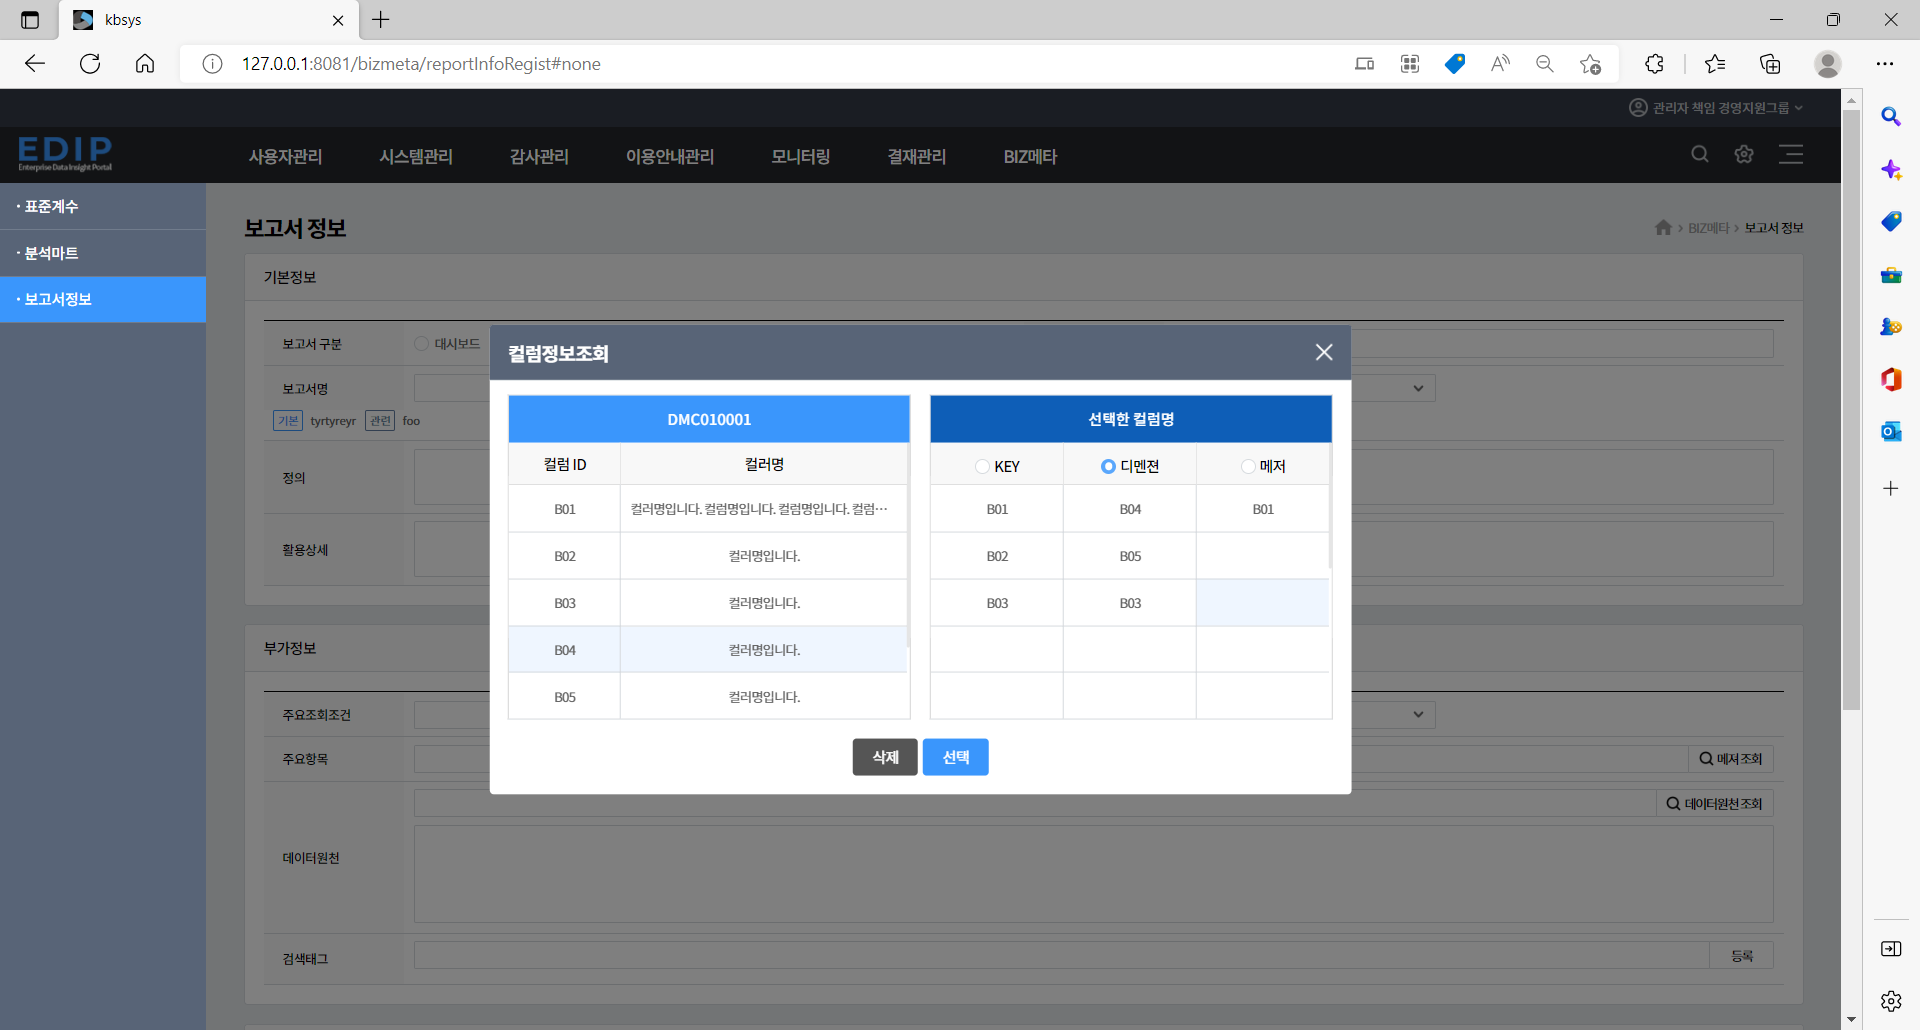 kbsys
127.0.0.1:8081/bizmeta/reportInfoRegist#none
관리자 책임 경영지원그룹
EDIP
Enterprise Data Insight Portal
사용자관리 시스템관리 감사관리 이용안내관리 모니터링 결재관리 BIZ메타
· 표준계수
· 분석마트
· 보고서정보
보고서 정보
BIZ메타 > 보고서 정보
기본정보
보고서 구분 대시보드
보고서명
기본 tyrtyreyr 관련 foo
정의
활용상세
컬럼정보조회
DMC010001
컬럼 ID 컬러명
B01 컬러명입니다. 컬럼명입니다. 컬럼명입니다. 컬럼…
B02 컬러명입니다.
B03 컬러명입니다.
B04 컬러명입니다.
B05 컬러명입니다.
선택한 컬럼명
KEY 디멘젼 메저
B01 B04 B01
B02 B05
B03 B03
삭제 선택
부가정보
주요조회조건
주요항목 메져조회
데이터원천조회
데이터원천
검색태그 등록